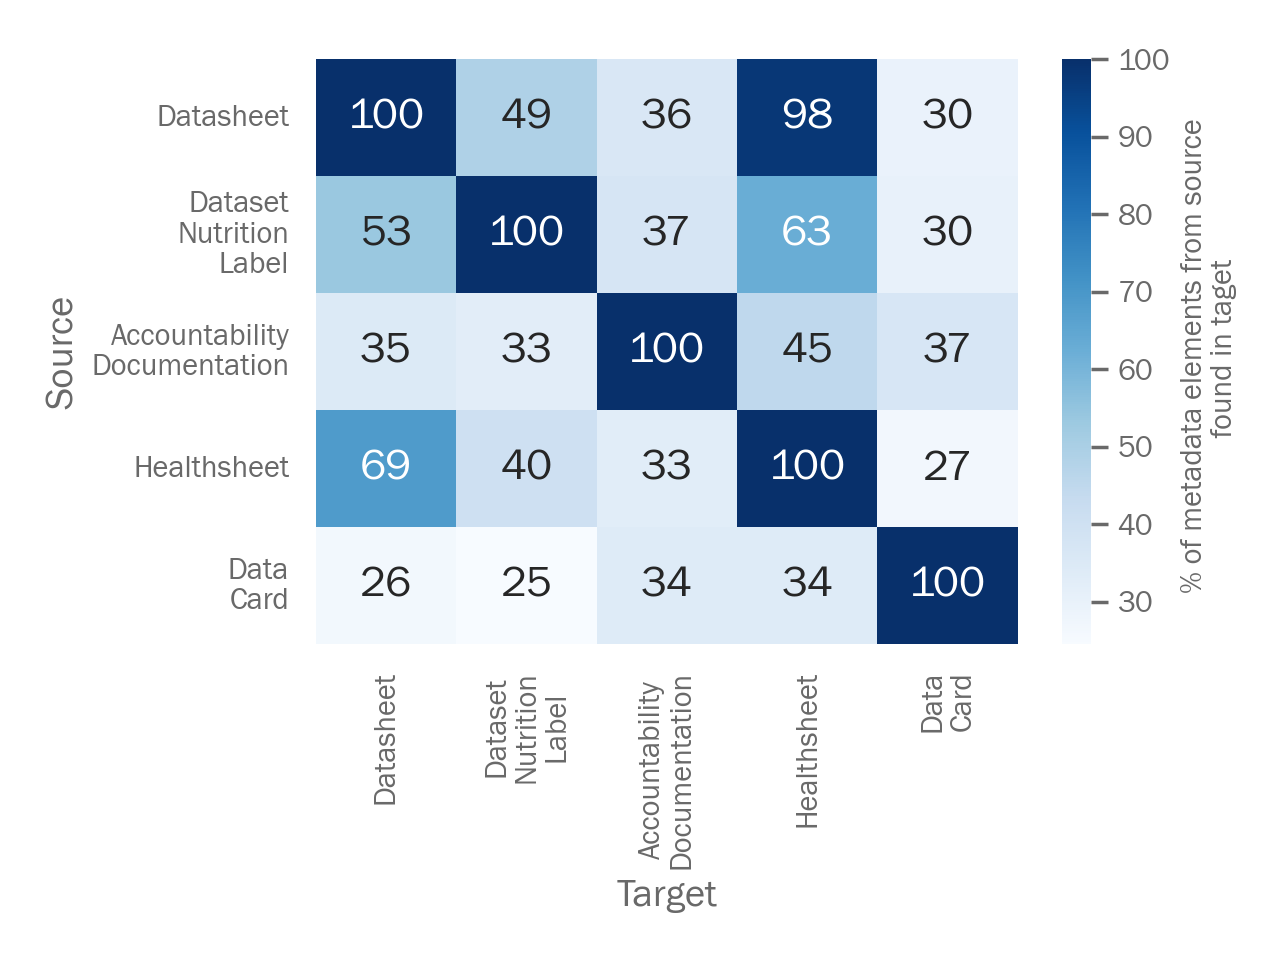 Datasheet 100 49 36 98 30
Dataset
Nutrition
Label
53 100 37 63 30
Accountability
Documentation
35 33 100 45 37
Healthsheet 69 40 33 100 27
Data
Card
26 25 34 34 100
Source
Datasheet
Dataset
Nutrition
Label
Accountability
Documentation
Healthsheet
Data
Card
Target
100
90
80
70
60
50
40
30
% of metadata elements from source
found in taget